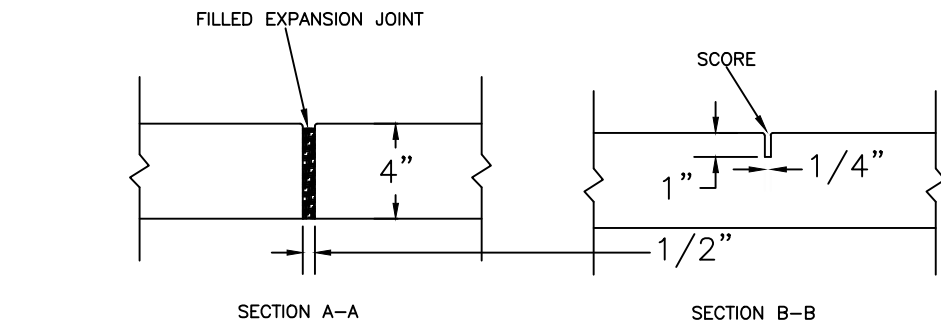 FILLED EXPANSION JOINT
SCORE
4”
1”
1/4”
1/2”
SECTION A–A
SECTION B–B